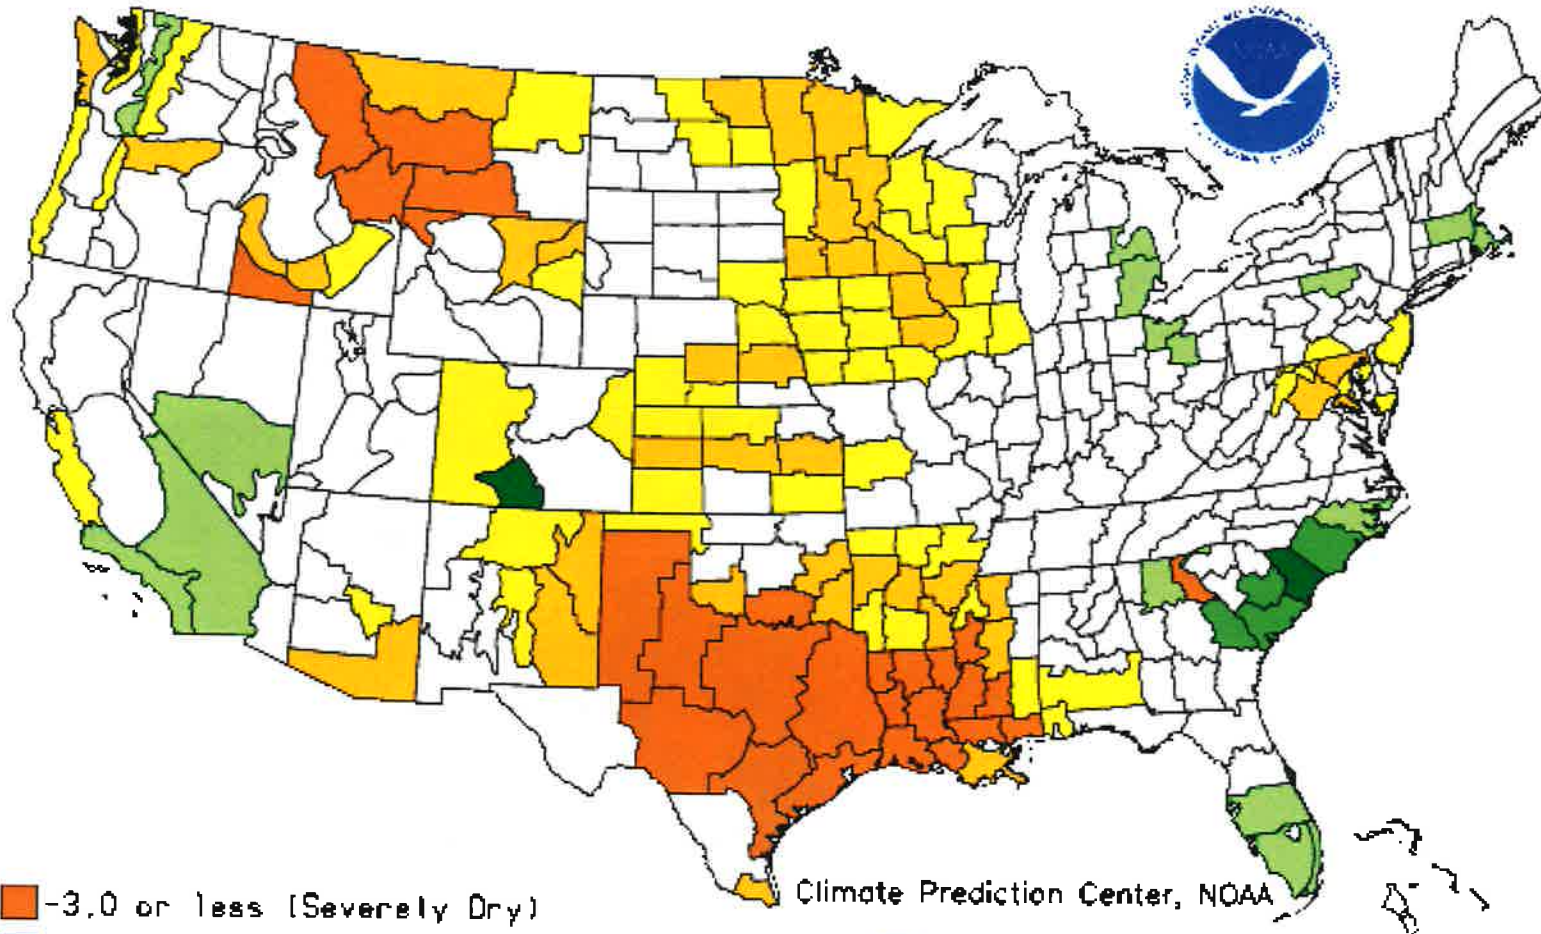 Climate Prediction Center, NOAA
-3.0 or less (Severely Dry)